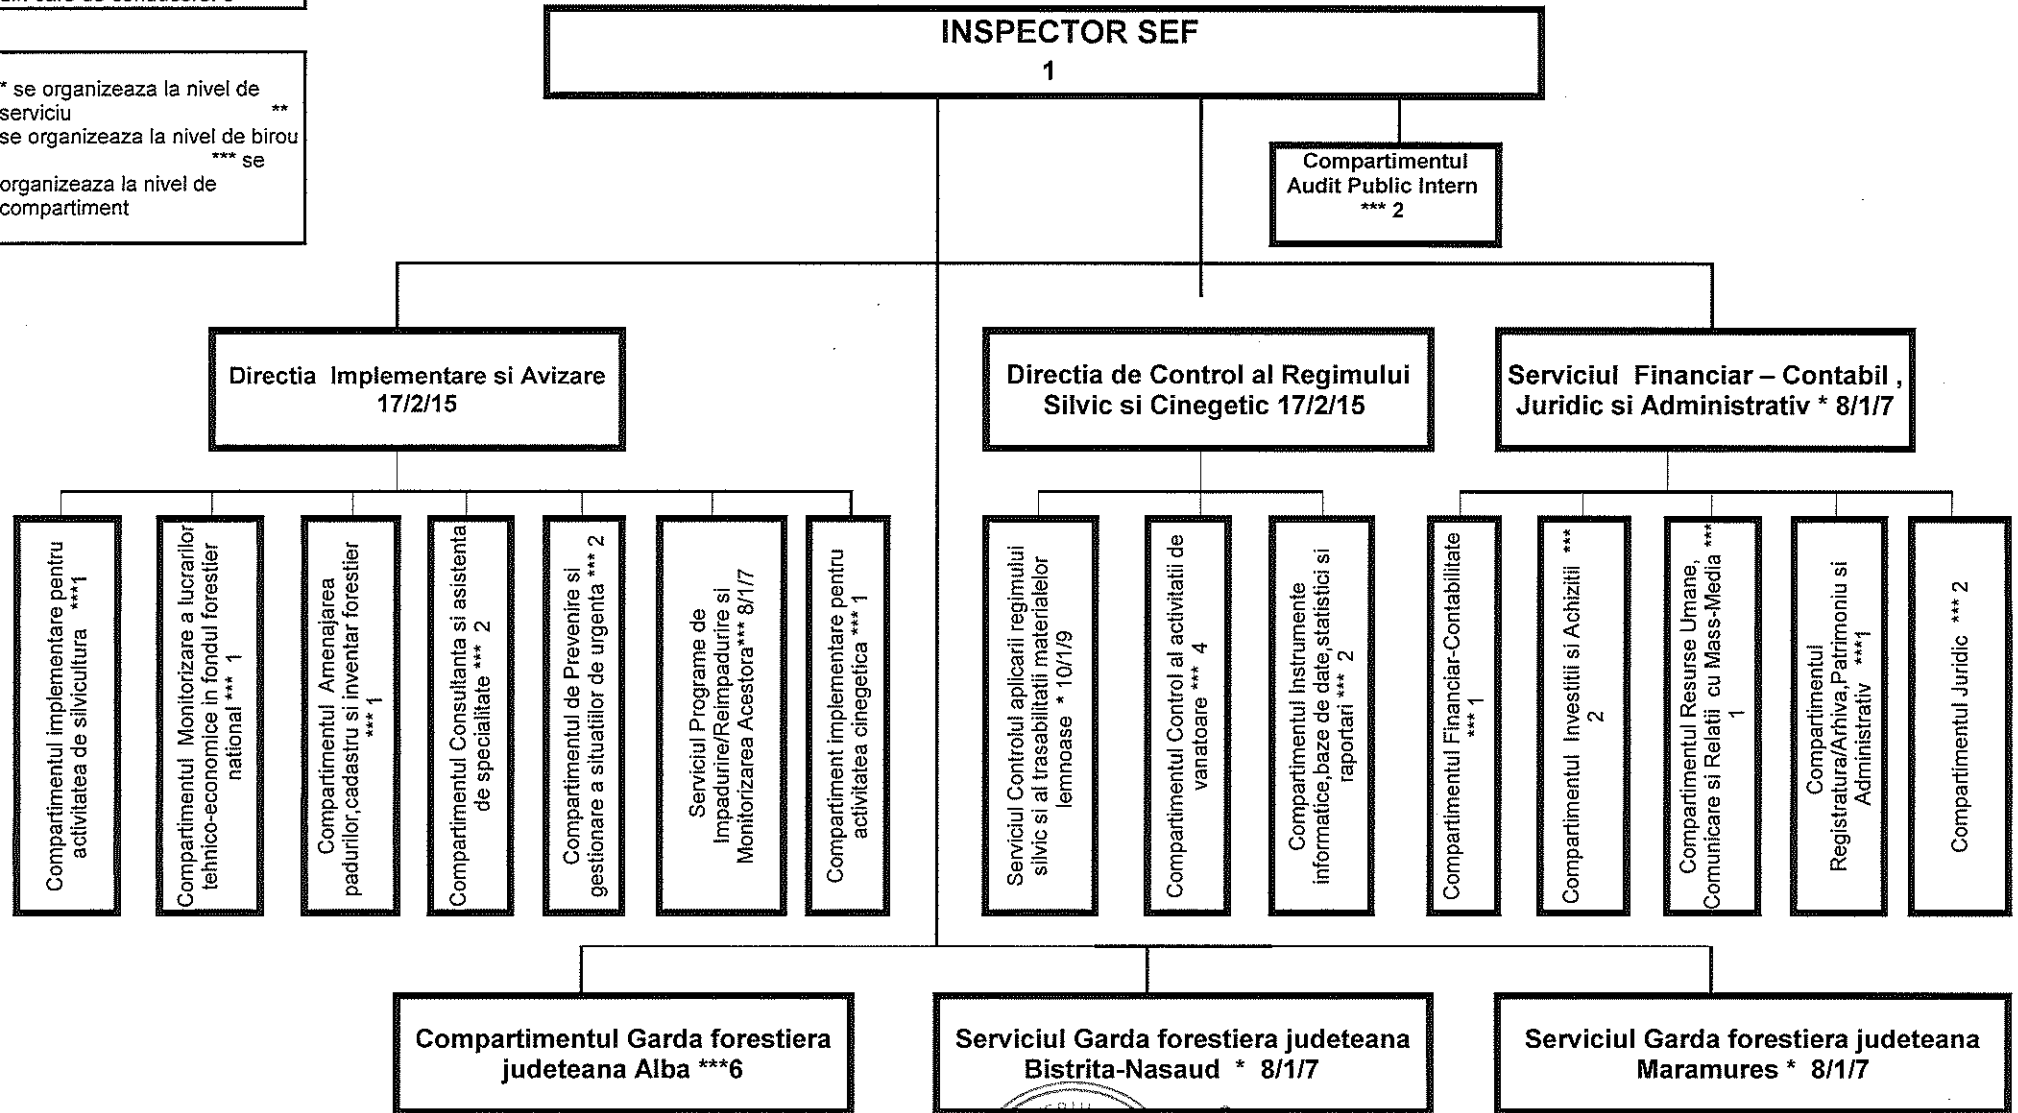 INSPECTOR SEF
1
* se organizeaza la nivel de
serviciu **
se organizeaza la nivel de birou
*** se
organizeaza la nivel de
compartiment
Compartimentul
Audit Public Intern
*** 2
Directia Implementare si Avizare
17/2/15
Directia de Control al Regimului
Silvic si Cinegetic 17/2/15
Serviciul Financiar – Contabil ,
Juridic si Administrativ * 8/1/7
Compartimentul implementare pentru
activitatea de silvicultura ***1
Compartimentul Monitorizare a lucrarilor
tehnico-economice in fondul forestier
national *** 1
Compartimentul Amenajarea
padurilor,cadastru si inventar forestier
*** 1
Compartimentul Consultanta si asistenta
de specialitate *** 2
Compartimentul de Prevenire si
gestionare a situatiilor de urgenta *** 2
Serviciul Programe de
Impadurire/Reimpadurire si
Monitorizarea Acestora*** 8/1/7
Compartiment implementare pentru
activitatea cinegetica *** 1
Serviciul Controlul aplicarii regimului
silvic si al trasabilitatii materialelor
lemnoase * 10/1/9
Compartimentul Control al activitatii de
vanatoare *** 4
Compartimentul Instrumente
informatice,baze de date,statistici si
raportari *** 2
Compartimentul Financiar-Contabilitate
*** 1
Compartimentul Investitii si Achizitii ***
2
Compartimentul Resurse Umane,
Comunicare si Relatii cu Mass-Media ***
1
Compartimentul
Registratura/Arhiva,Patrimoniu si
Administrativ ***1
Compartimentul Juridic *** 2
Compartimentul Garda forestiera
judeteana Alba ***6
Serviciul Garda forestiera judeteana
Bistrita-Nasaud * 8/1/7
Serviciul Garda forestiera judeteana
Maramures * 8/1/7